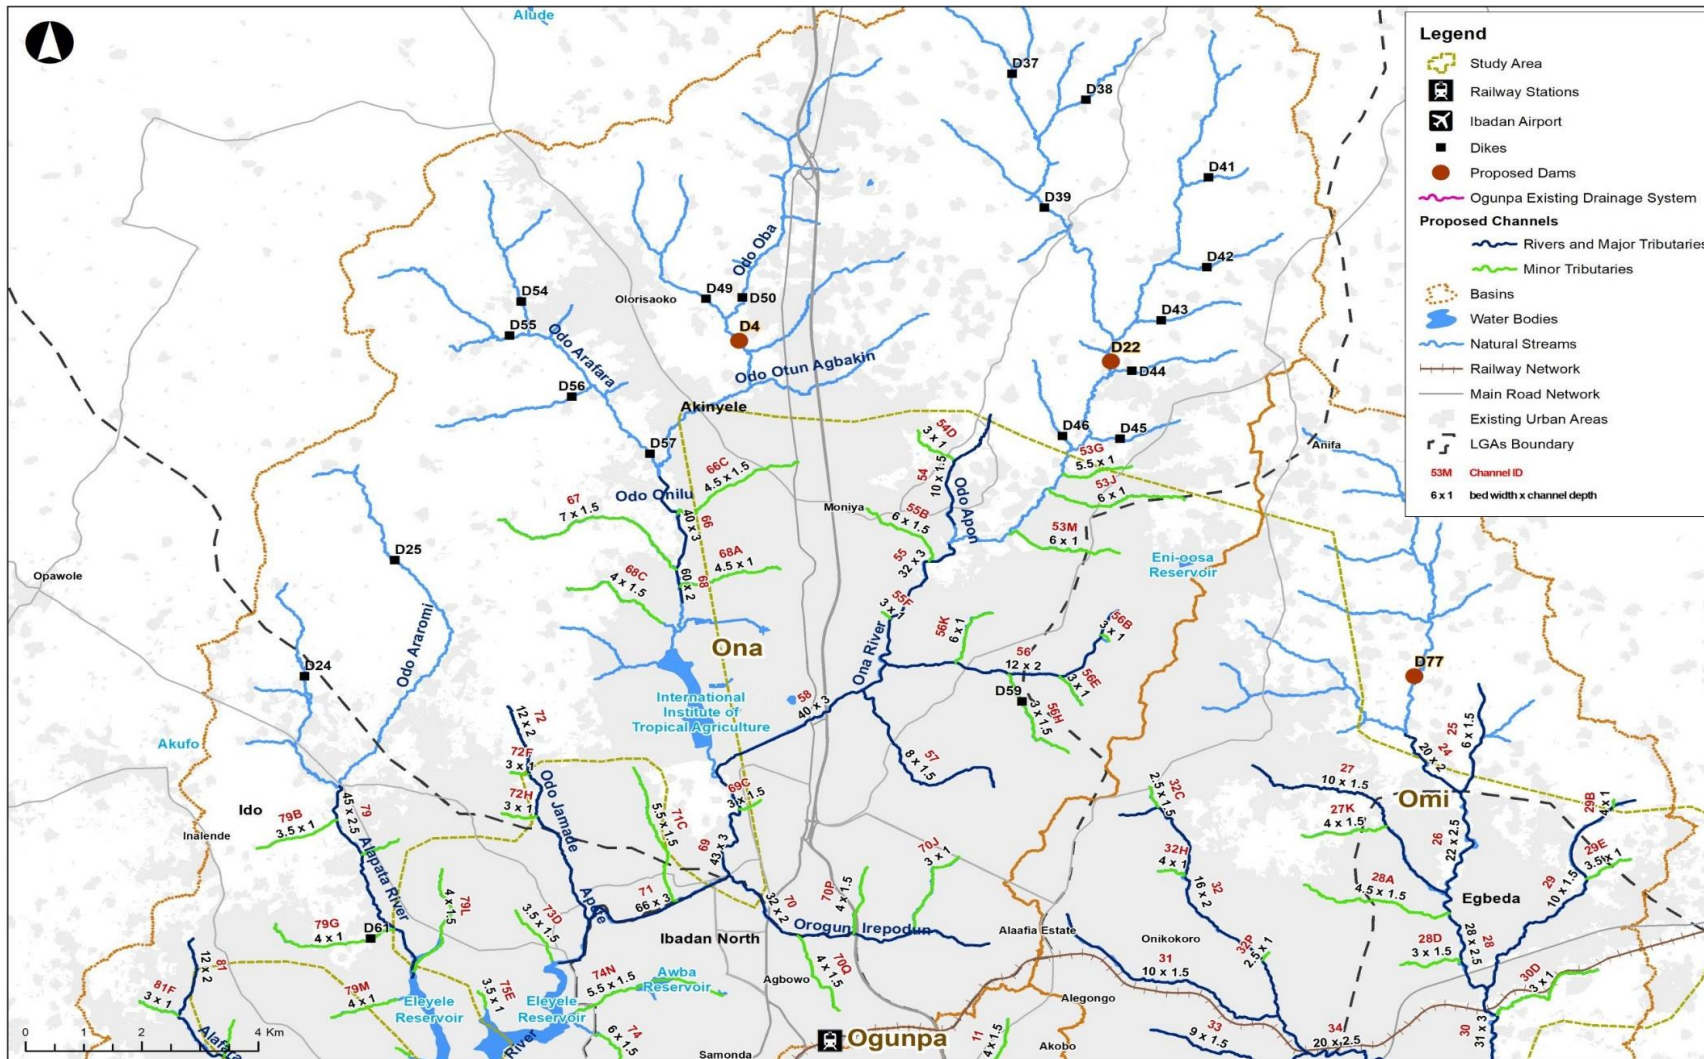 Alude
Legend
Study Area
Railway Stations
Ibadan Airport
Dikes
Proposed Dams
Ogunpa Existing Drainage System
Proposed Channels
Rivers and Major Tributaries
Minor Tributaries
Basins
Water Bodies
Natural Streams
Railway Network
Main Road Network
Existing Urban Areas
LGAs Boundary
53M Channel ID
6 x 1 bed width x channel depth
D37
D38
D41
D39
D42
Odo Oba
D49
D50
Olorisaoko
D54
D55
D4
D43
D22
D44
Odo Arafara
Odo Otun Agbakin
D56
Akinyele
D57
D46
D45
Anifa
54D
3 x 1
53G
5.5 x 1
53J
6 x 1
54
10 x 1.5
Odo Apon
66C
4.5 x 1.5
Odo Onilu
67
7 x 1.5
Moniya
55B
6 x 1.5
66
40 x 3
53M
6 x 1
Eni-oosa
Reservoir
D25
Opawole
68A
4.5 x 1
68C
4 x 1.5
68
60 x 2
55
32 x 3
55F
3 x 1
56K
6 x 1
56B
3 x 1
Odo Araromi
Ona
Ona River
56
12 x 2
56E
3 x 1
D24
D59
56H
3 x 1.5
D77
International
Institute of
Tropical Agriculture
58
40 x 3
Akufo
72
12 x 2
72F
3 x 1
57
8 x 1.5
25
6 x 1.5
24
20 x 2
27
10 x 1.5
Omi
Ido
79B
3.5 x 1
79
45 x 2.5
Inalende
72H
3 x 1
Odo Jamade
71C
5.5 x 1.5
69C
3 x 1.5
32C
2.5 x 1.5
27K
4 x 1.5
29B
4 x 1
26
22 x 2.5
69
43 x 3
70J
3 x 1
32H
4 x 1
29E
3.5 x 1
Alapata River
79L
4 x 1.5
71
66 x 3
70P
4 x 1.5
32
16 x 2
28A
4.5 x 1.5
Egbeda
29
10 x 1.5
79G
4 x 1
D61
73D
3.5 x 1.5
Apete
70
32 x 2
Orogun Irepodun
Ibadan North
Alaafia Estate
Onikokoro
32P
2.5 x 1
28D
3 x 1.5
28
28 x 2.5
81
12 x 2
81F
3 x 1
79M
4 x 1
Eleyele
Reservoir
75E
3.5 x 1
Eleyele
Reservoir
74N
5.5 x 1.5
Awba
Reservoir
Agbowo
70Q
4 x 1.5
31
10 x 1.5
Alegongo
30D
3 x 1
0 1 2 4 Km
Alafara
River
74
6 x 1.5
Samonda
Ogunpa
11
4 x 1.5
Akobo
33
9 x 1.5
34
20 x 2.5
30
31 x 3